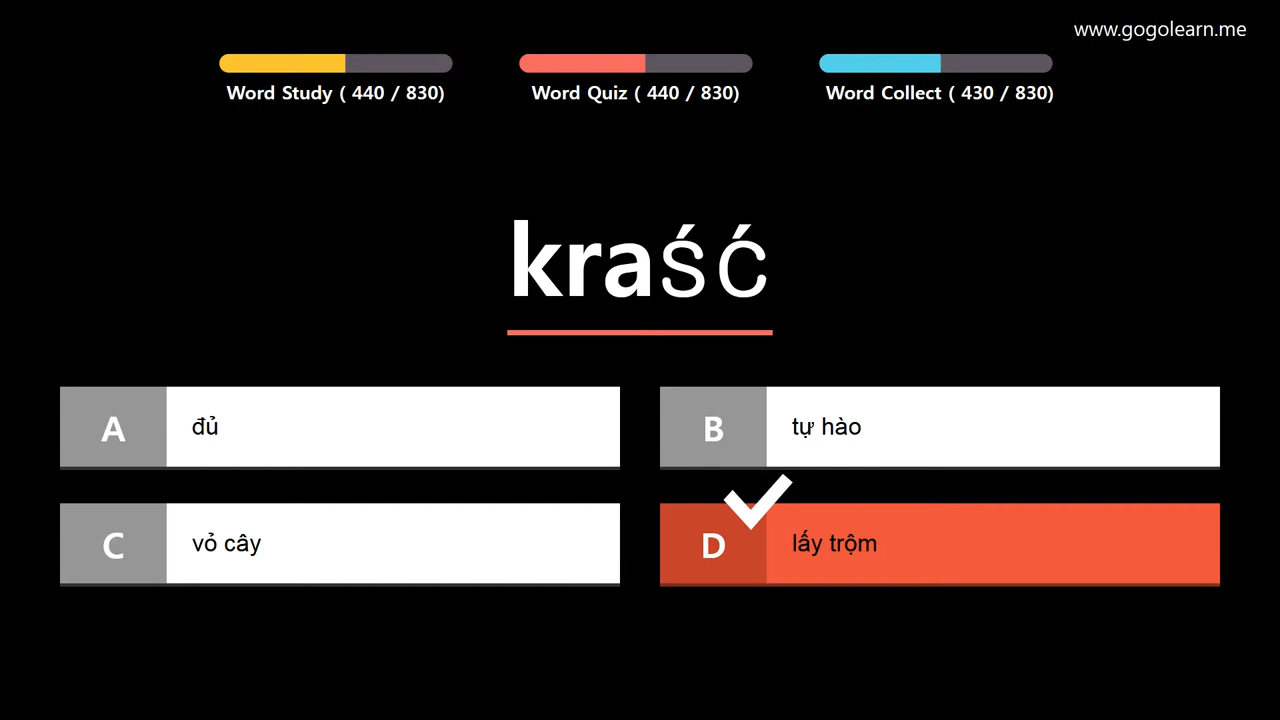 www.gogolearn.me
Word Study ( 440 / 830)
Word Quiz ( 440 / 830)
Word Collect ( 430 / 830)
kraść
A đủ
B tự hào
C vỏ cây
D lấy trộm